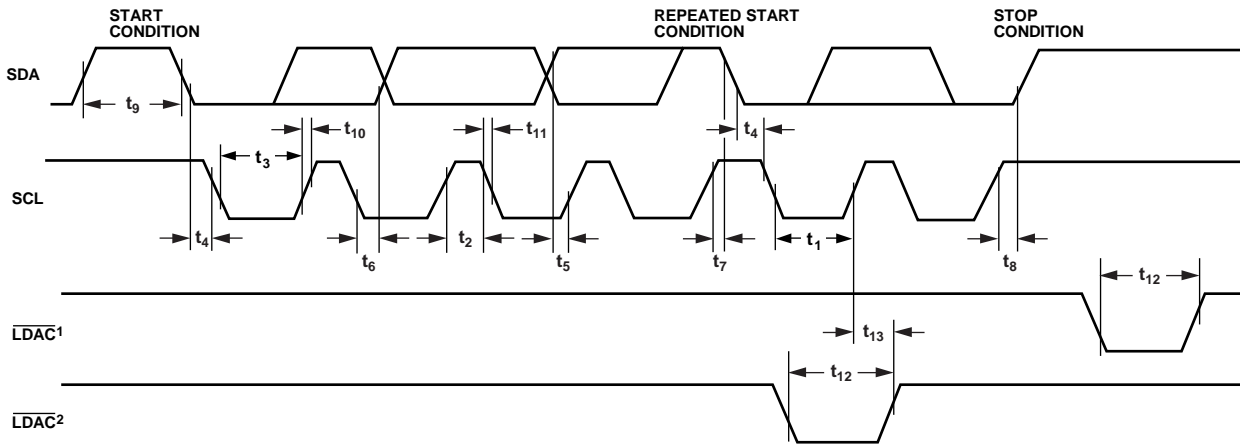 START
CONDITION
REPEATED START
CONDITION
STOP
CONDITION
SDA
t9
t10
t11
t4
t3
SCL
t4
t6
t2
t5
t7
t1
t8
t12
LDAC1
t13
t12
LDAC2